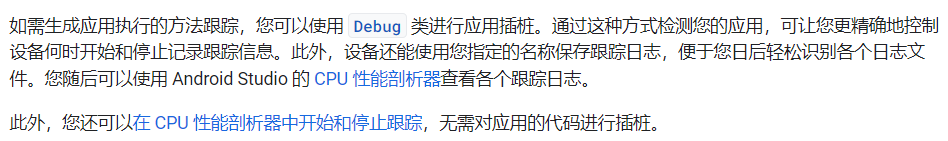 如需生成应用执行的方法跟踪，您可以使用 Debug 类进行应用插桩。通过这种方式检测您的应用，可让您更精确地控制
设备何时开始和停止记录跟踪信息。此外，设备还能使用您指定的名称保存跟踪日志，便于您日后轻松识别各个日志文
件。您随后可以使用 Android Studio 的 CPU 性能剖析器查看各个跟踪日志。
此外，您还可以在 CPU 性能剖析器中开始和停止跟踪，无需对应用的代码进行插桩。